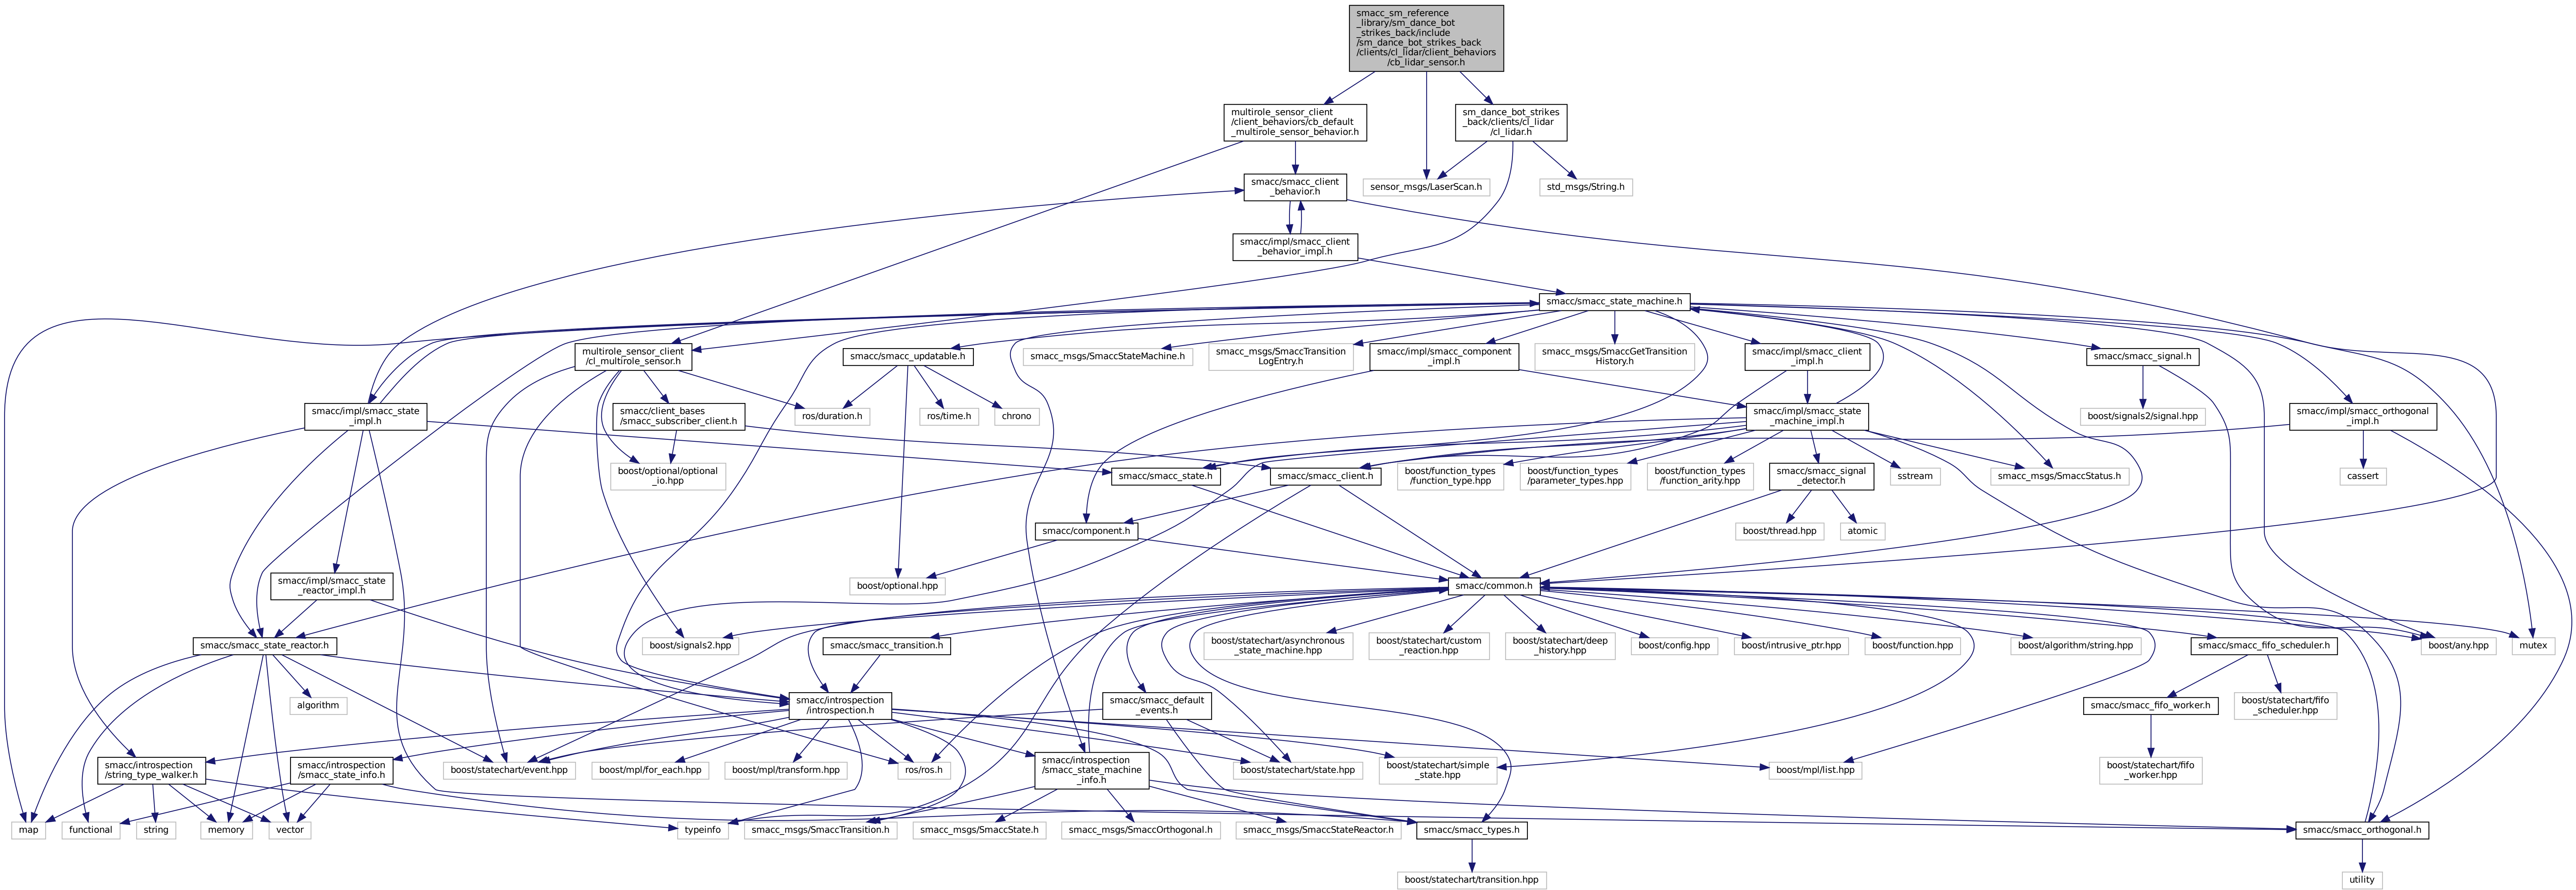 smacc_sm_reference
_library/sm_dance_bot
_strikes_back/include
/sm_dance_bot_strikes_back
/clients/cl_lidar/client_behaviors
/cb_lidar_sensor.h
multirole_sensor_client
/client_behaviors/cb_default
_multirole_sensor_behavior.h
sm_dance_bot_strikes
_back/clients/cl_lidar
/cl_lidar.h
smacc/smacc_client
_behavior.h
sensor_msgs/LaserScan.h
std_msgs/String.h
smacc/impl/smacc_client
_behavior_impl.h
smacc/smacc_state_machine.h
multirole_sensor_client
/cl_multirole_sensor.h
smacc/smacc_updatable.h
smacc_msgs/SmaccStateMachine.h
smacc_msgs/SmaccTransition
LogEntry.h
smacc/impl/smacc_component
_impl.h
smacc_msgs/SmaccGetTransition
History.h
smacc/impl/smacc_client
_impl.h
smacc/smacc_signal.h
smacc/impl/smacc_state
_impl.h
smacc/client_bases
/smacc_subscriber_client.h
ros/duration.h
ros/time.h
chrono
smacc/impl/smacc_state
_machine_impl.h
boost/signals2/signal.hpp
smacc/impl/smacc_orthogonal
_impl.h
boost/optional/optional
_io.hpp
smacc/smacc_state.h
smacc/smacc_client.h
boost/function_types
/function_type.hpp
boost/function_types
/parameter_types.hpp
boost/function_types
/function_arity.hpp
smacc/smacc_signal
_detector.h
sstream
smacc_msgs/SmaccStatus.h
cassert
smacc/component.h
boost/thread.hpp
atomic
smacc/impl/smacc_state
_reactor_impl.h
boost/optional.hpp
smacc/common.h
smacc/smacc_state_reactor.h
boost/signals2.hpp
smacc/smacc_transition.h
boost/statechart/asynchronous
_state_machine.hpp
boost/statechart/custom
_reaction.hpp
boost/statechart/deep
_history.hpp
boost/config.hpp
boost/intrusive_ptr.hpp
boost/function.hpp
boost/algorithm/string.hpp
smacc/smacc_fifo_scheduler.h
boost/any.hpp
mutex
algorithm
smacc/introspection
/introspection.h
smacc/smacc_default
_events.h
smacc/smacc_fifo_worker.h
boost/statechart/fifo
_scheduler.hpp
smacc/introspection
/string_type_walker.h
smacc/introspection
/smacc_state_info.h
boost/statechart/event.hpp
boost/mpl/for_each.hpp
boost/mpl/transform.hpp
ros/ros.h
smacc/introspection
/smacc_state_machine
_info.h
boost/statechart/state.hpp
boost/statechart/simple
_state.hpp
boost/mpl/list.hpp
boost/statechart/fifo
_worker.hpp
map
functional
string
memory
vector
typeinfo
smacc_msgs/SmaccTransition.h
smacc_msgs/SmaccState.h
smacc_msgs/SmaccOrthogonal.h
smacc_msgs/SmaccStateReactor.h
smacc/smacc_types.h
smacc/smacc_orthogonal.h
boost/statechart/transition.hpp
utility